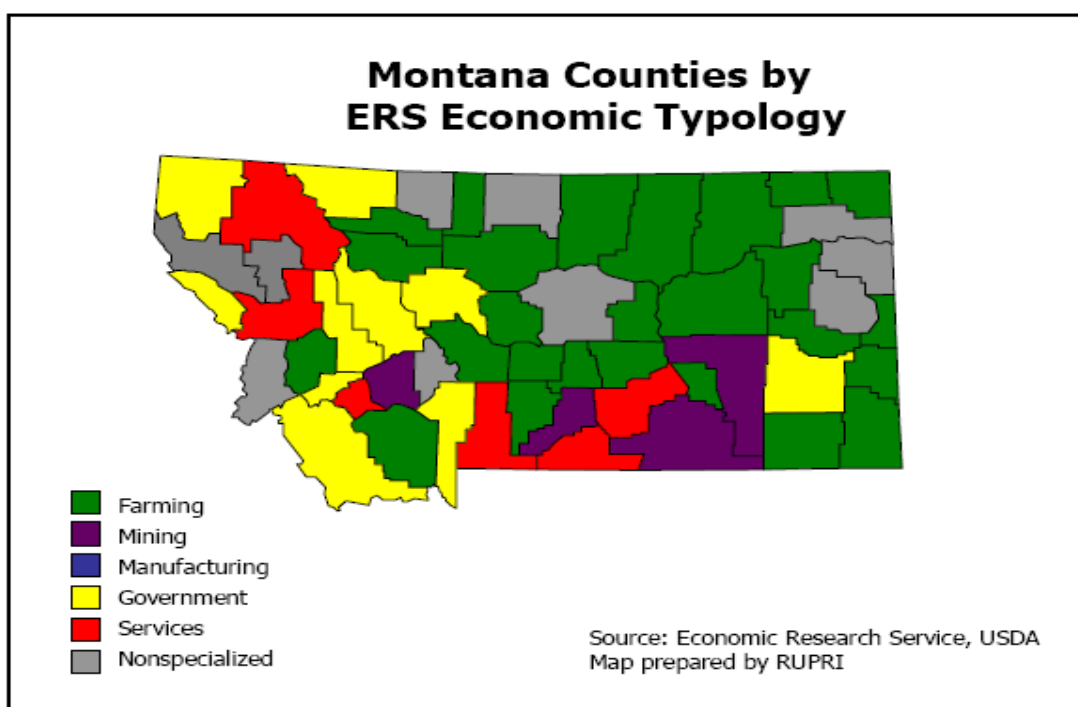 Montana Counties by
ERS Economic Typology
Farming
Mining
Manufacturing
Government
Services
Nonspecialized
Source: Economic Research Service, USDA
Map prepared by RUPRI